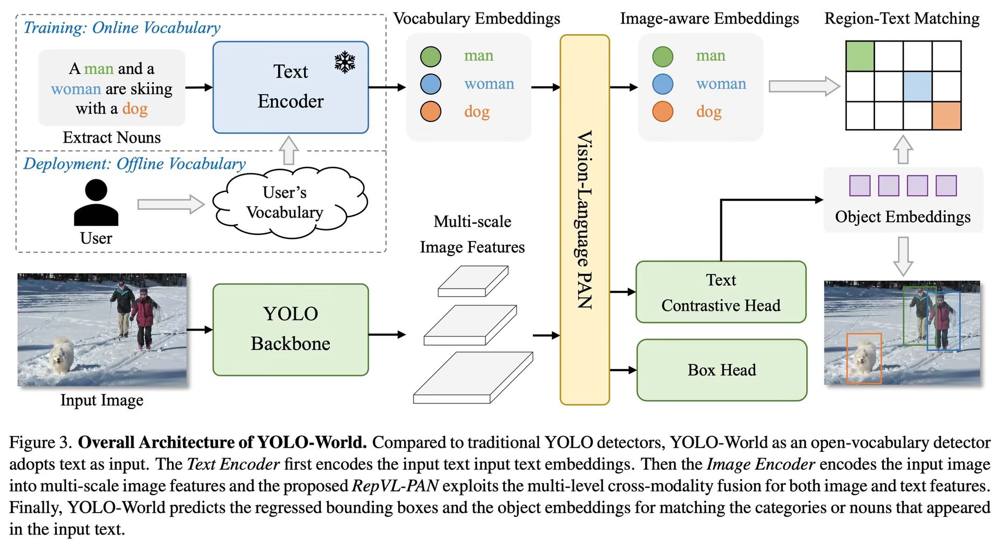 Training: Online Vocabulary
A man and a
woman are skiing
with a dog
Extract Nouns
Text
Encoder
Deployment: Offline Vocabulary
User
User’s
Vocabulary
Vocabulary Embeddings
man
woman
dog
Image-aware Embeddings
man
woman
dog
Region-Text Matching
Object Embeddings
Vision-Language PAN
Multi-scale
Image Features
Input Image
YOLO
Backbone
Text
Contrastive Head
Box Head
Figure 3. Overall Architecture of YOLO-World. Compared to traditional YOLO detectors, YOLO-World as an open-vocabulary detector
adopts text as input. The Text Encoder first encodes the input text input text embeddings. Then the Image Encoder encodes the input image
into multi-scale image features and the proposed RepVL-PAN exploits the multi-level cross-modality fusion for both image and text features.
Finally, YOLO-World predicts the regressed bounding boxes and the object embeddings for matching the categories or nouns that appeared
in the input text.